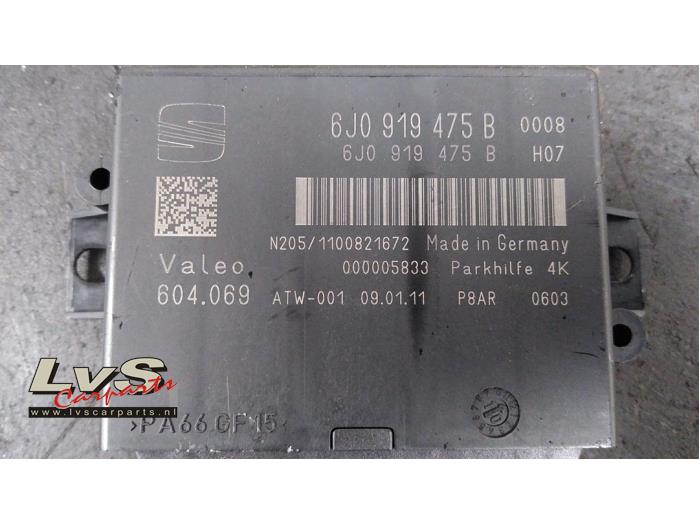 6J0 919 475 B 0008
6J0 919 475 B H07
N205/1100821672 Made in Germany
Valeo 000005833 Parkhilfe 4K
604.069 ATW-001 09.01.11 P8AR 0603
LvS
Carparts
www.lvscarparts.nl
>PA66 GF15<